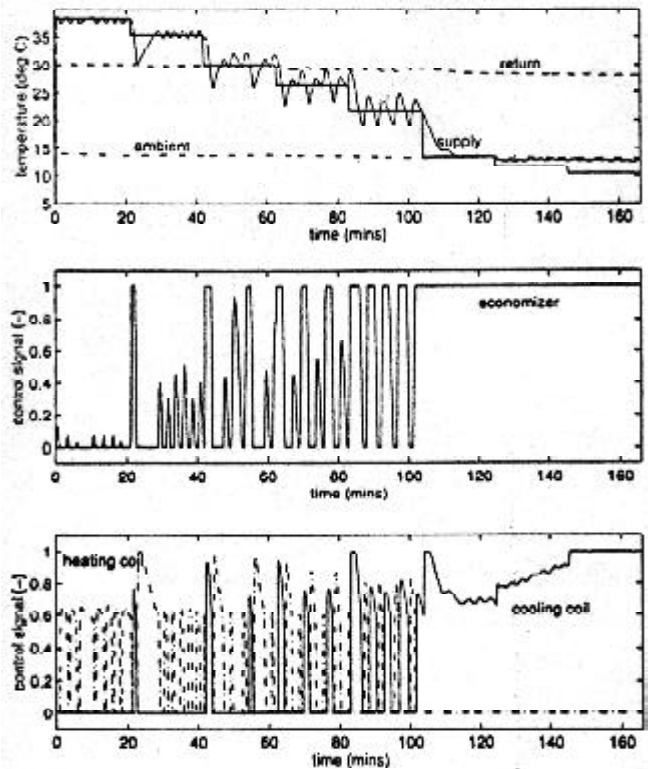 temperature (deg C)
35
30
25
20
15
10
5
return
ambient
supply
0 20 40 60 80 100 120 140 160
time (mins)
control signal (-)
1
0.8
0.6
0.4
0.2
0
economizer
0 20 40 60 80 100 120 140 160
time (mins)
control signal (-)
1
0.8
0.6
0.4
0.2
0
heating coil
cooling coil
0 20 40 60 80 100 120 140 160
time (mins)